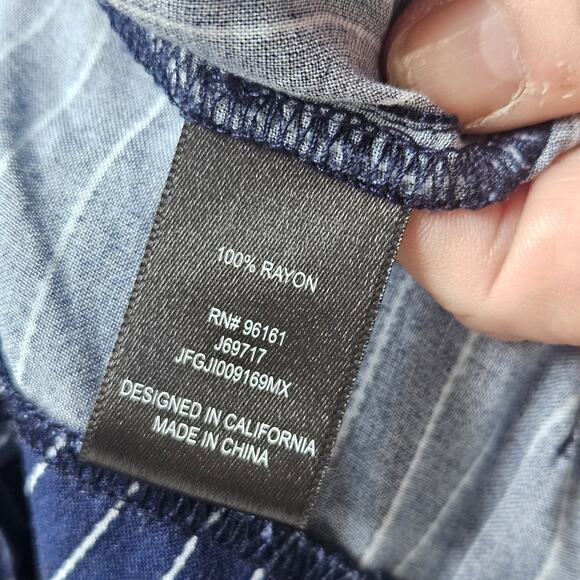 100% RAYON
RN# 96161
J69717
JFGJI009169MX
DESIGNED IN CALIFORNIA
MADE IN CHINA